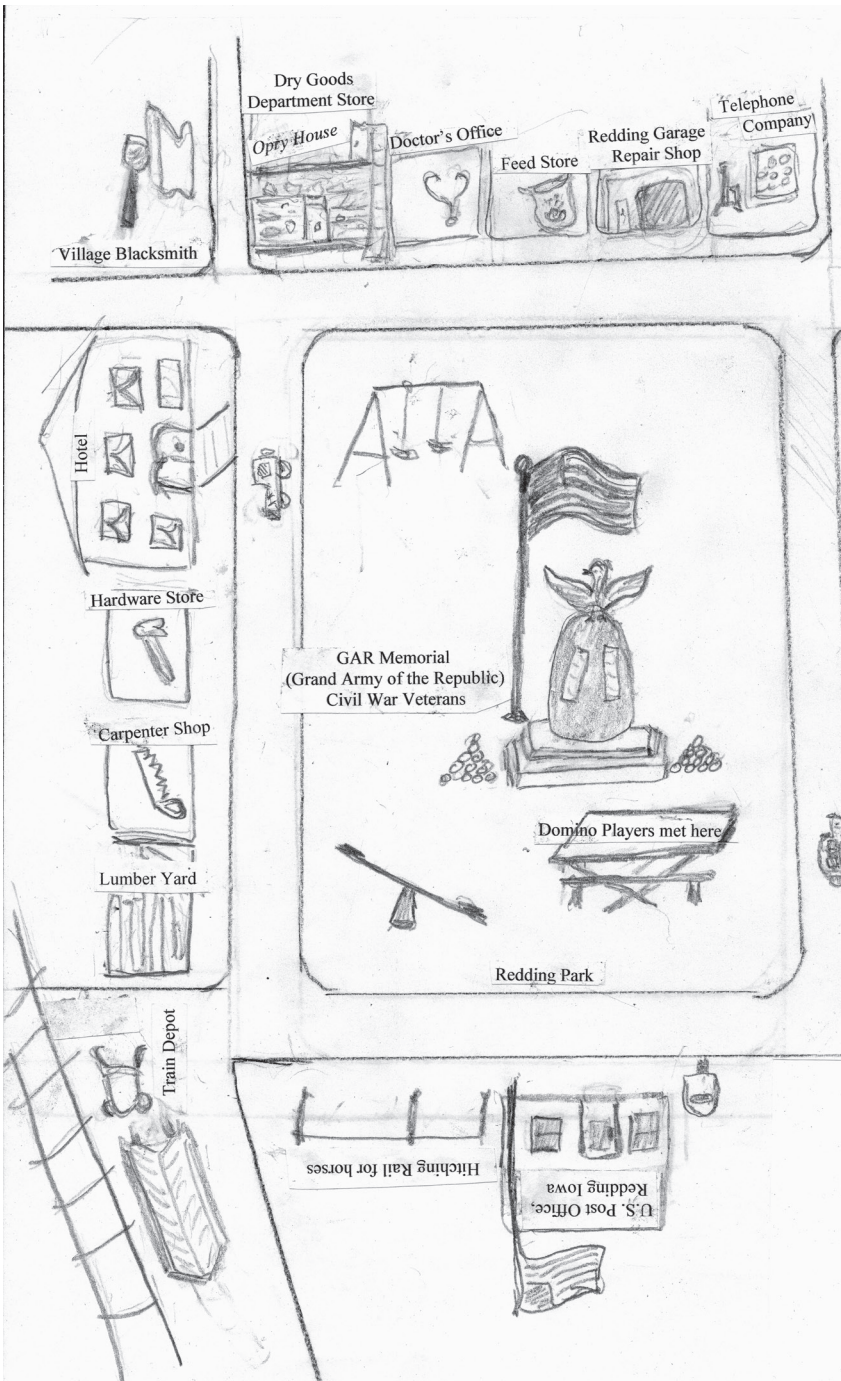 Dry Goods
Department Store
Opry House
Doctor's Office
Feed Store
Redding Garage
Repair Shop
Telephone
Company
Village Blacksmith
Hotel
Hardware Store
GAR Memorial
(Grand Army of the Republic)
Civil War Veterans
Carpenter Shop
Domino Players met here
Lumber Yard
Redding Park
Train Depot
Hitching Rail for horses
U.S. Post Office,
Redding Iowa